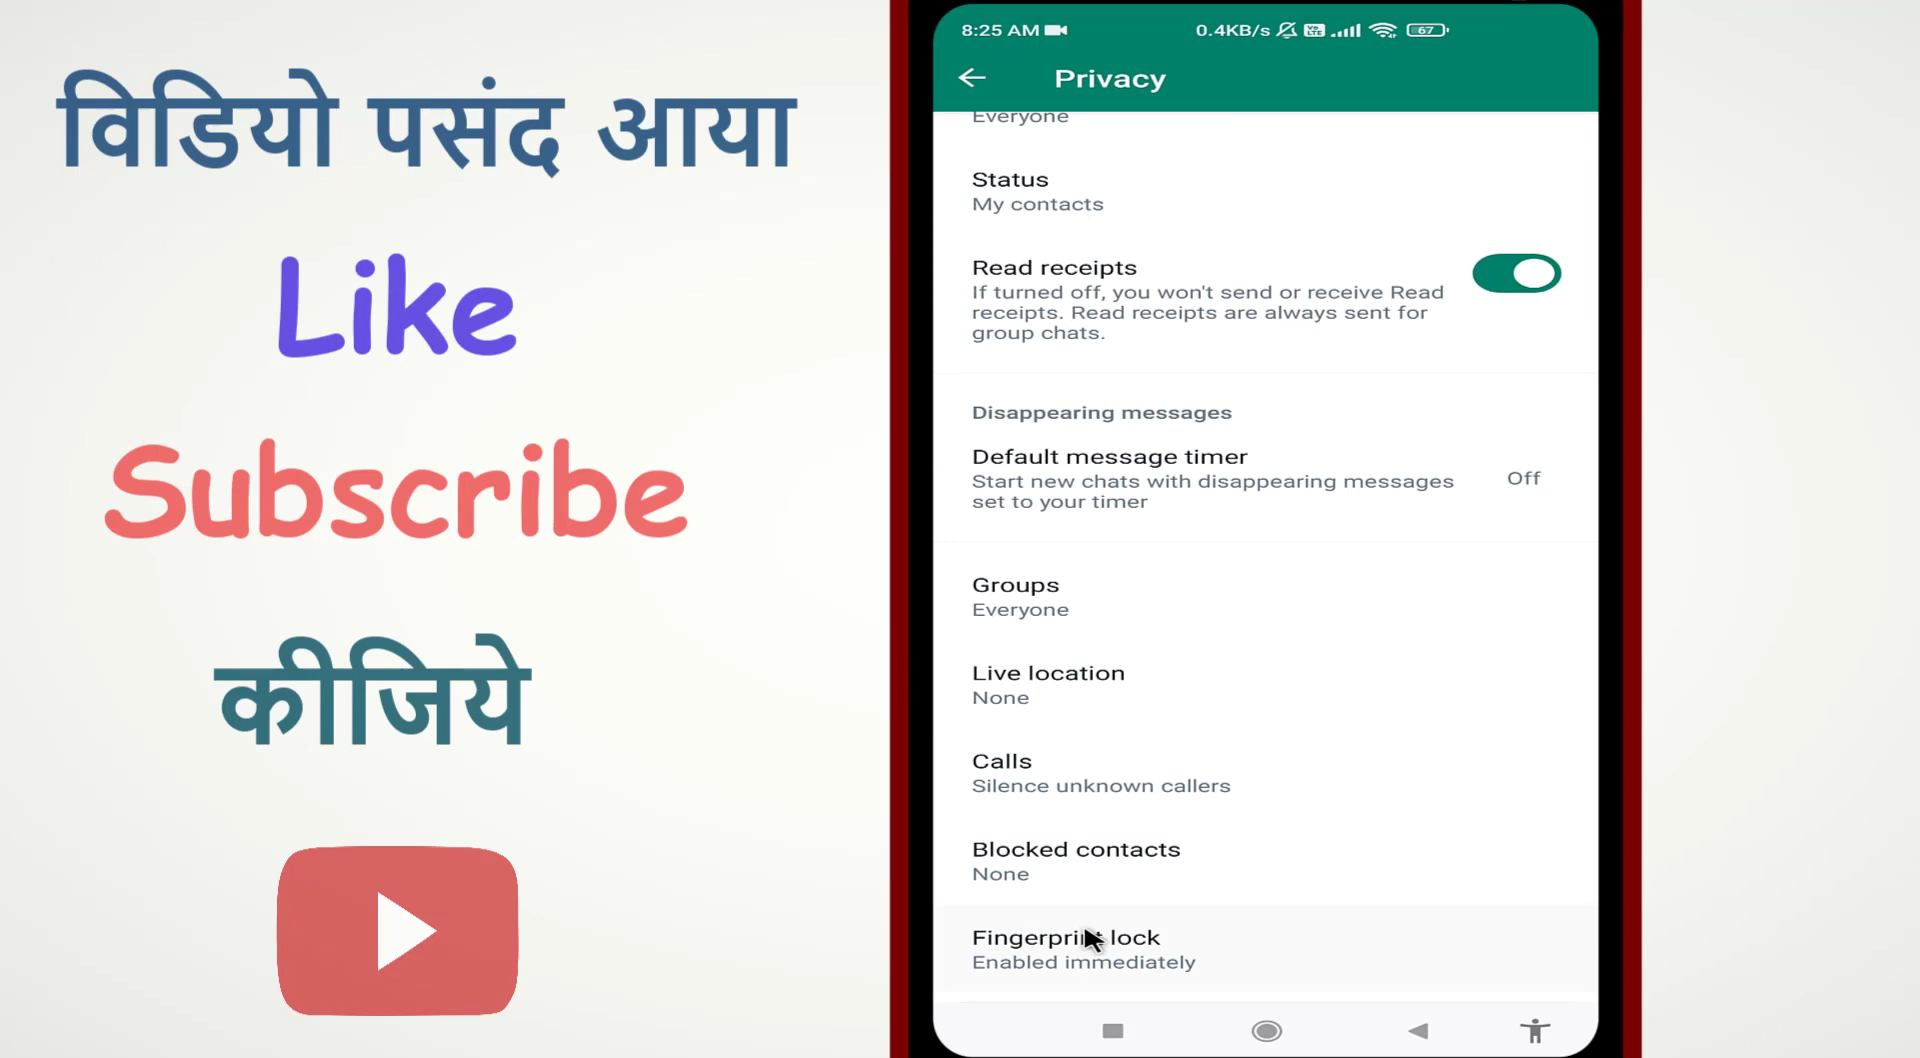 विडियो पसंद आया
Like
Subscribe
कीजिये
8:25 AM
0.4KB/s
Vo LTE
67
Privacy
Everyone
Status
My contacts
Read receipts
If turned off, you won't send or receive Read
receipts. Read receipts are always sent for
group chats.
Disappearing messages
Default message timer
Start new chats with disappearing messages
set to your timer
Off
Groups
Everyone
Live location
None
Calls
Silence unknown callers
Blocked contacts
None
Fingerprint lock
Enabled immediately